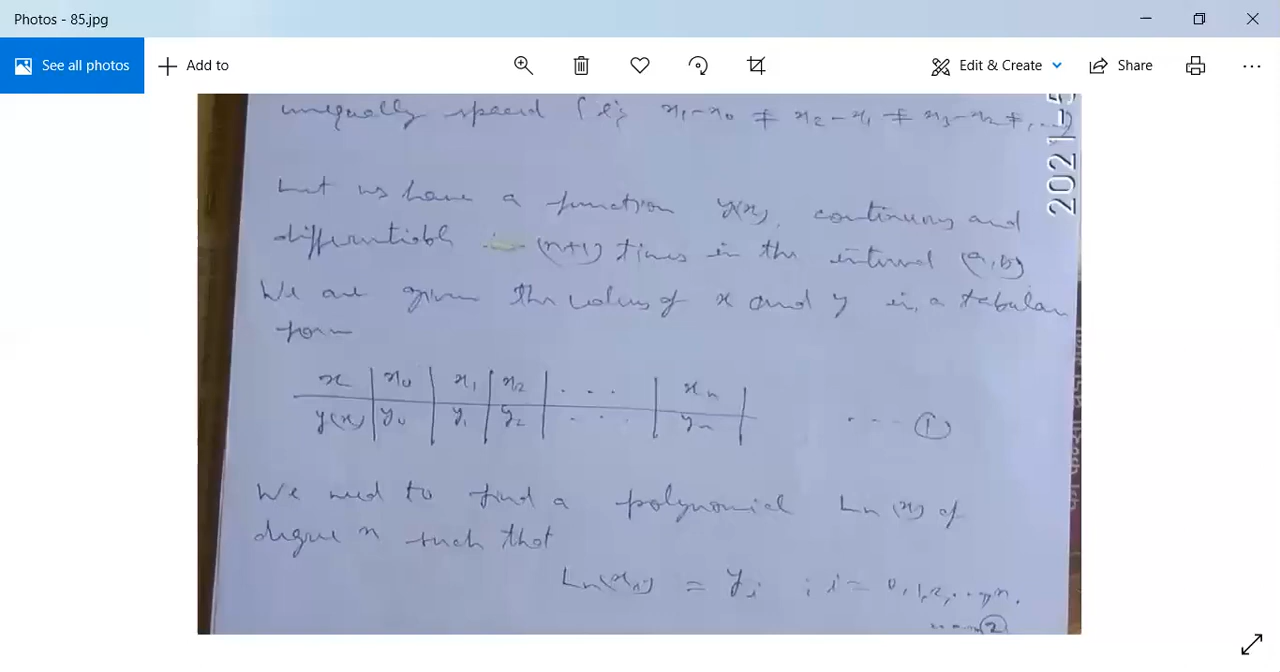 Photos - 85.jpg
See all photos
Add to
Edit & Create
Share
unequally spaced (i.e; x₁-x₀ ≠ x₂-x₁ ≠ x₃-x₂ ≠, ...)
2021-5
Let us have a function y(x), continuous and
differentiable (n+1) times in the interval (a,b)
We are given the values of x and y in a tabular
form
x | x₀ | x₁ | x₂ | . . . | xₙ |
y(x) | y₀ | y₁ | y₂ | . . . | yₙ | ... ①
We need to find a polynomial Lₙ(x) of
degree n such that
Lₙ(xᵢ) = yᵢ ; i = 0,1,2,...,n.
②